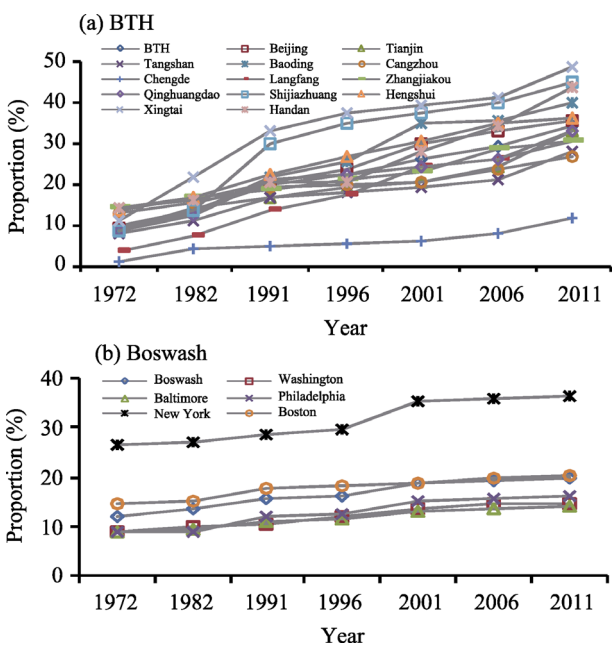 (a) BTH
50
BTH Beijing Tianjin
Tangshan Baoding Cangzhou
Chengde Langfang Zhangjiakou
Qinghuangdao Shijiazhuang Hengshui
Xingtai Handan
40
30
20
10
0
Proportion (%)
1972 1982 1991 1996 2001 2006 2011
Year
(b) Boswash
40
Boswash Washington
Baltimore Philadelphia
New York Boston
30
20
10
0
Proportion (%)
1972 1982 1991 1996 2001 2006 2011
Year